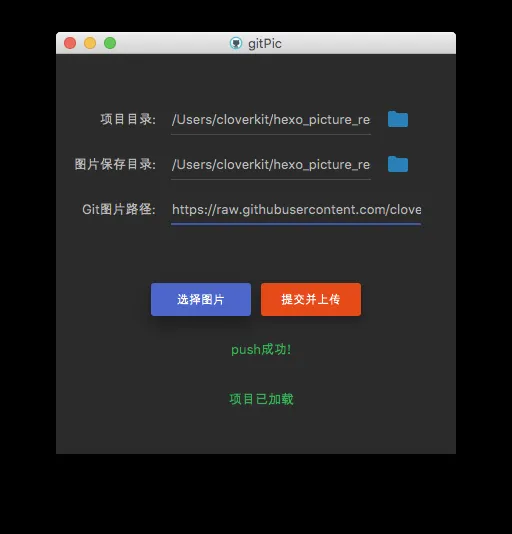 gitPic
项目目录: /Users/cloverkit/hexo_picture_re
图片保存目录: /Users/cloverkit/hexo_picture_re
Git图片路径: https://raw.githubusercontent.com/clove
选择图片 提交并上传
push成功!
项目已加载